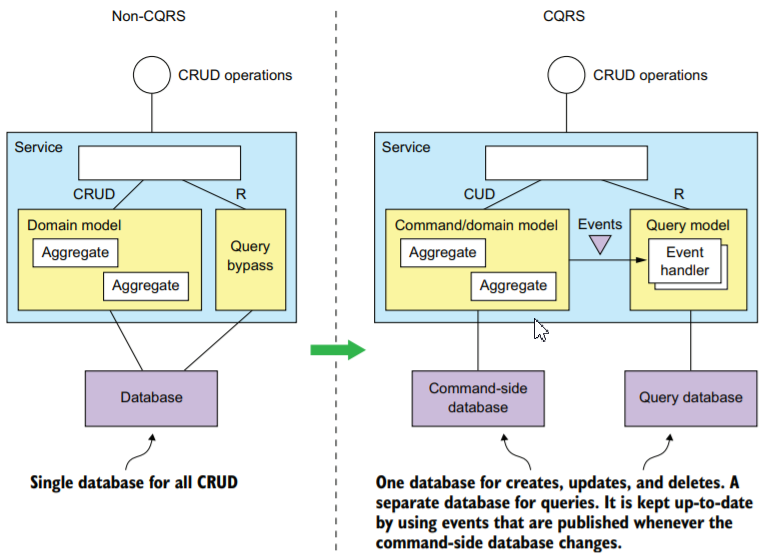 Non-CQRS
CRUD operations
Service
CRUD
R
Domain model
Aggregate
Aggregate
Query
bypass
Database
Single database for all CRUD
CQRS
CRUD operations
Service
CUD
R
Command/domain model
Aggregate
Aggregate
Events
Query model
Event
handler
Command-side
database
Query database
One database for creates, updates, and deletes. A
separate database for queries. It is kept up-to-date
by using events that are published whenever the
command-side database changes.